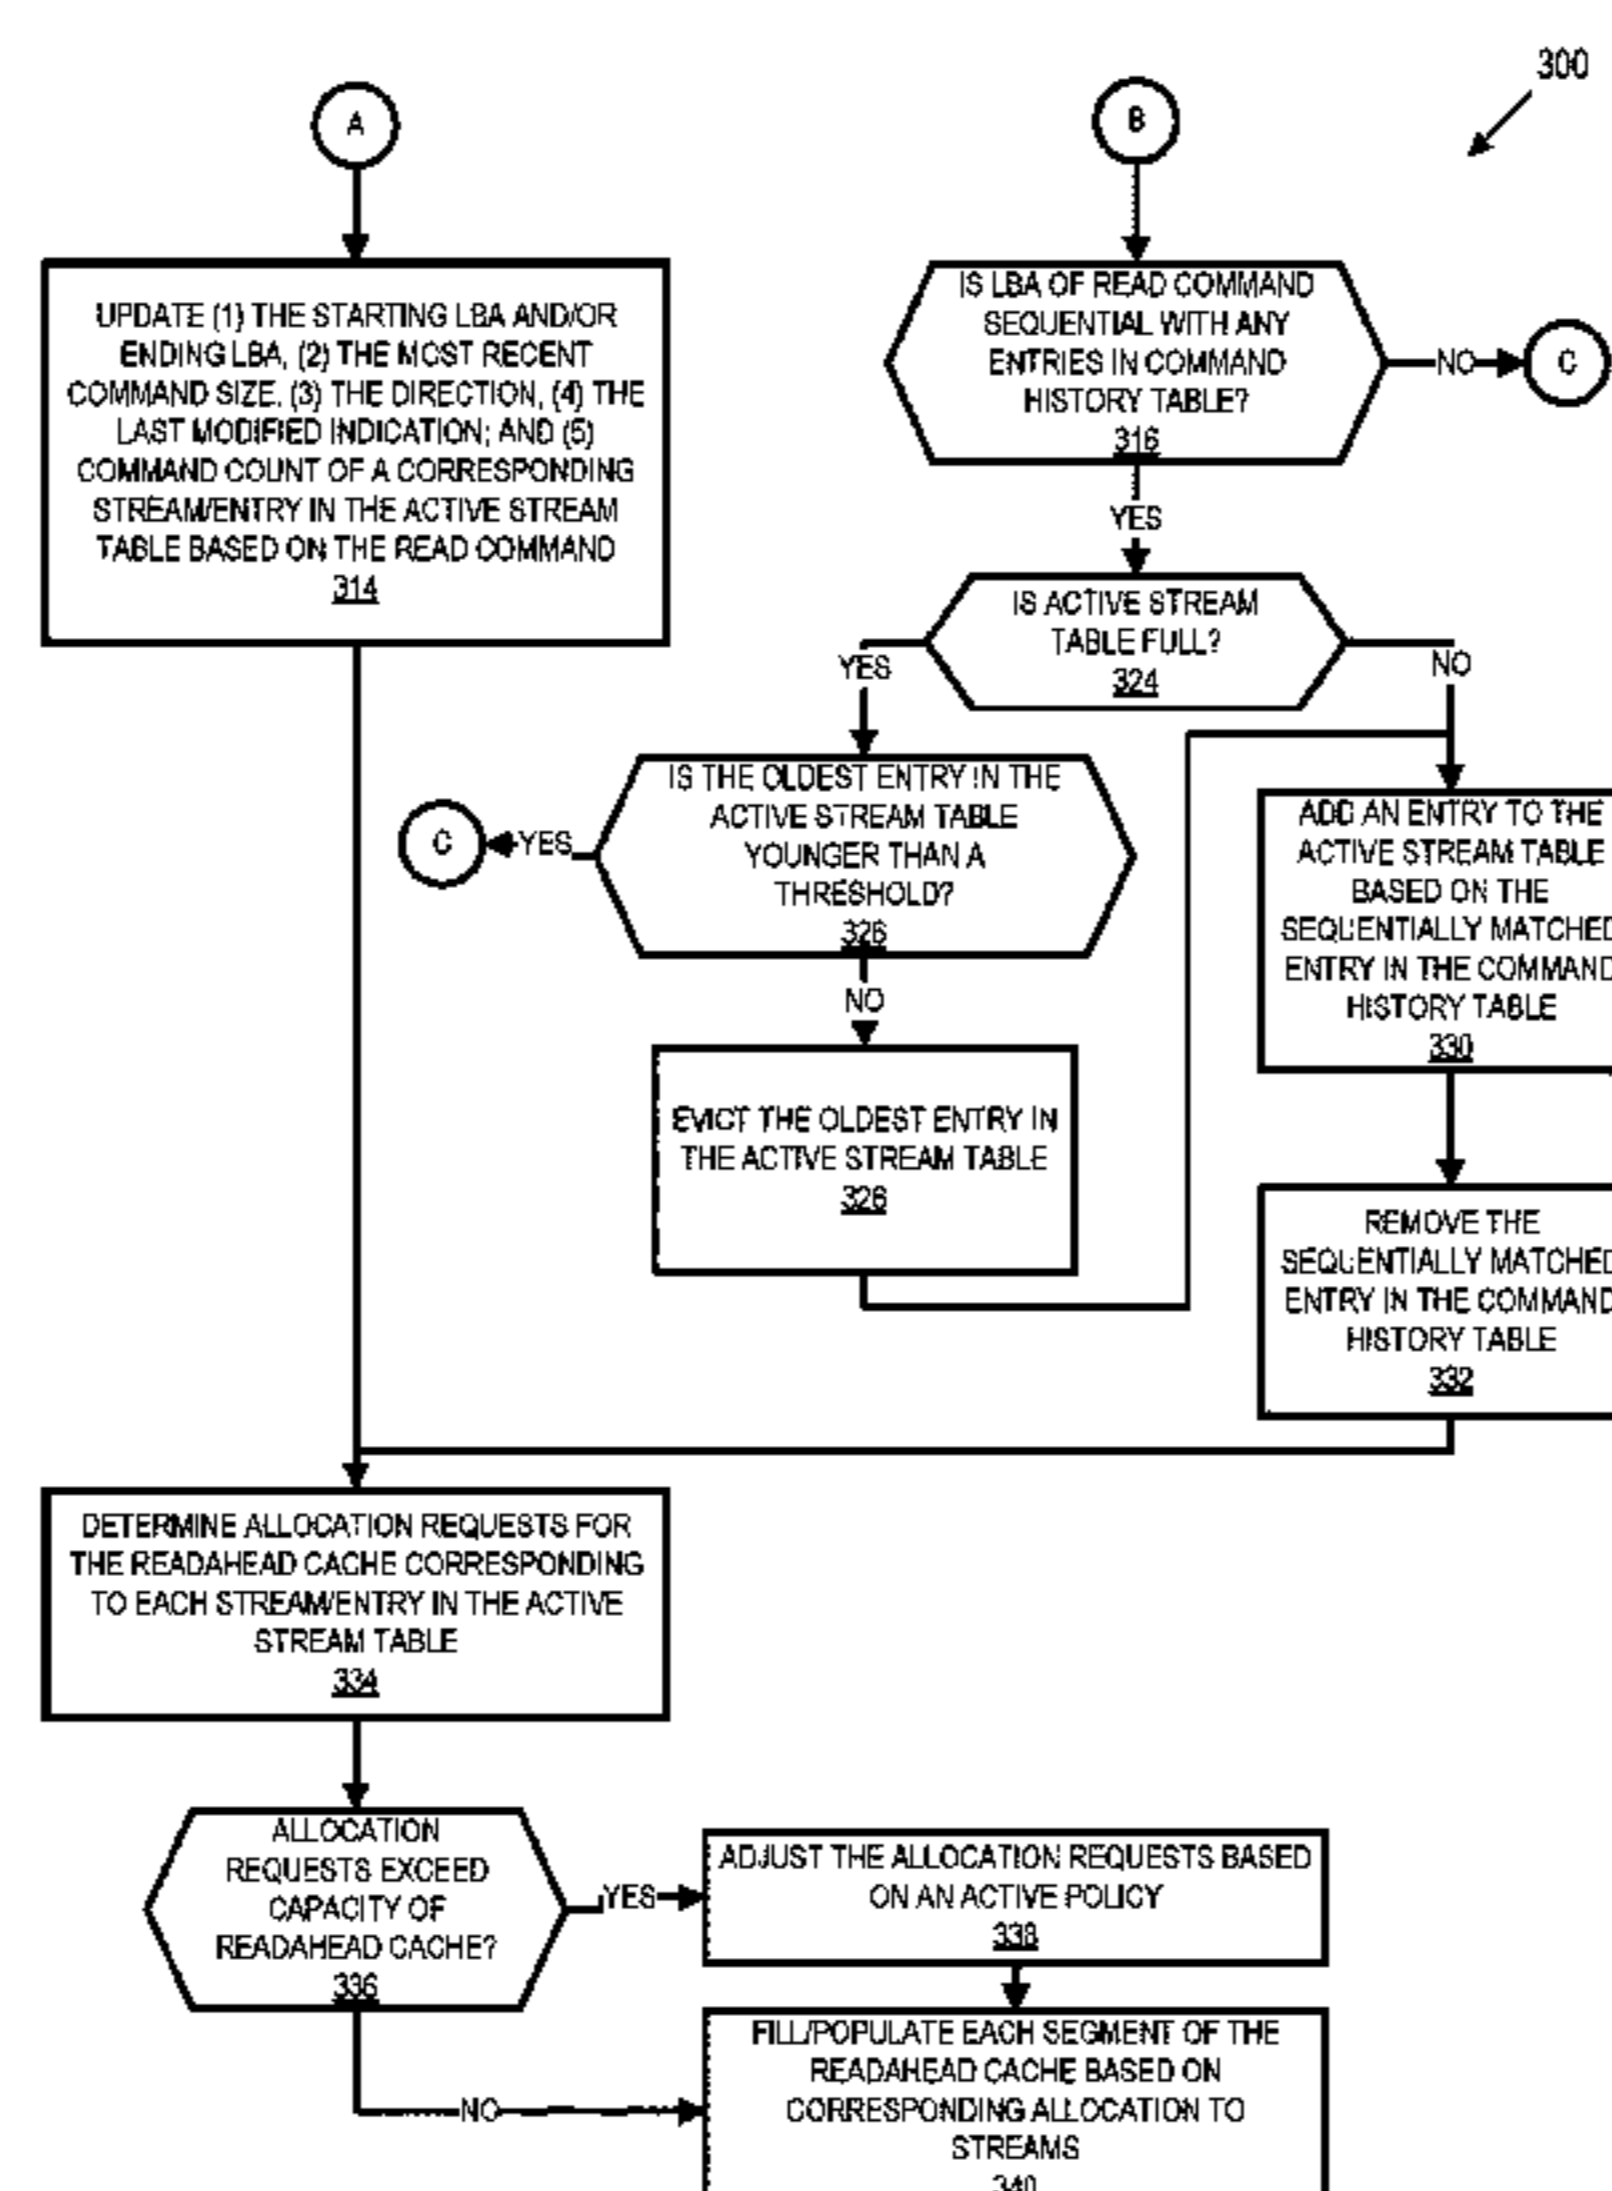 300
A
B
UPDATE (1) THE STARTING LBA AND/OR
ENDING LBA, (2) THE MOST RECENT
COMMAND SIZE, (3) THE DIRECTION, (4) THE
LAST MODIFIED INDICATION; AND (5)
COMMAND COUNT OF A CORRESPONDING
STREAM/ENTRY IN THE ACTIVE STREAM
TABLE BASED ON THE READ COMMAND
314
IS LBA OF READ COMMAND
SEQUENTIAL WITH ANY
ENTRIES IN COMMAND
HISTORY TABLE?
316
NO
C
YES
IS ACTIVE STREAM
TABLE FULL?
324
YES
NO
IS THE OLDEST ENTRY IN THE
ACTIVE STREAM TABLE
YOUNGER THAN A
THRESHOLD?
326
YES
C
NO
EVICT THE OLDEST ENTRY IN
THE ACTIVE STREAM TABLE
326
ADD AN ENTRY TO THE
ACTIVE STREAM TABLE
BASED ON THE
SEQUENTIALLY MATCHED
ENTRY IN THE COMMAND
HISTORY TABLE
330
REMOVE THE
SEQUENTIALLY MATCHED
ENTRY IN THE COMMAND
HISTORY TABLE
332
DETERMINE ALLOCATION REQUESTS FOR
THE READAHEAD CACHE CORRESPONDING
TO EACH STREAM/ENTRY IN THE ACTIVE
STREAM TABLE
334
ALLOCATION
REQUESTS EXCEED
CAPACITY OF
READAHEAD CACHE?
336
YES
ADJUST THE ALLOCATION REQUESTS BASED
ON AN ACTIVE POLICY
338
NO
FILL/POPULATE EACH SEGMENT OF THE
READAHEAD CACHE BASED ON
CORRESPONDING ALLOCATION TO
STREAMS
340